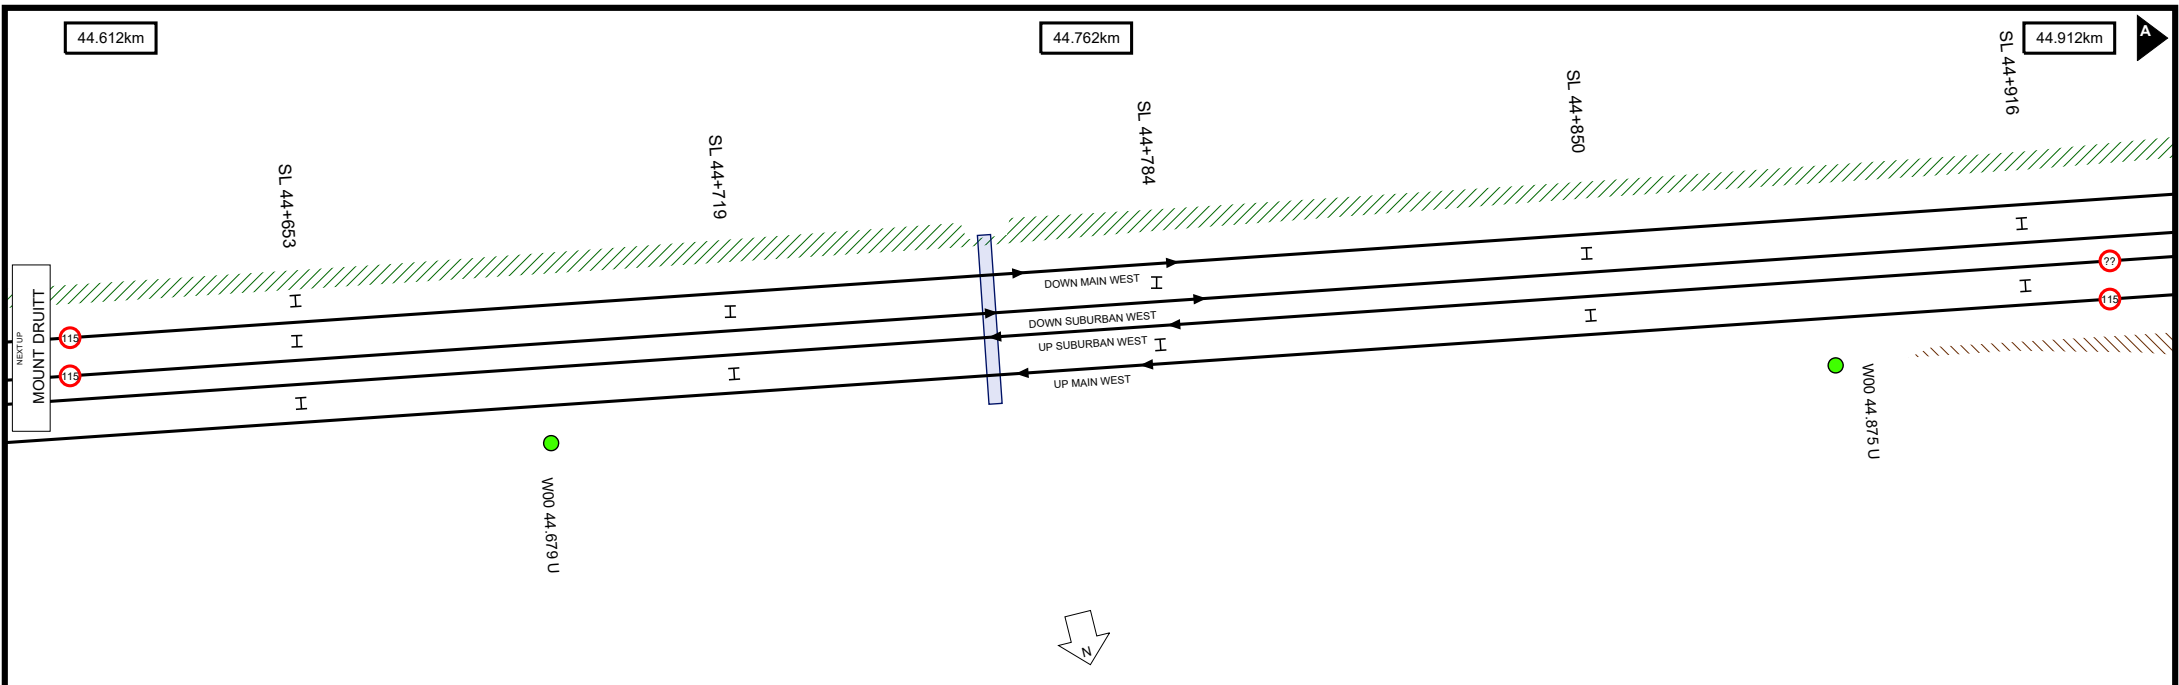 44.612km
44.762km
44.912km
A
SL 44+653
SL 44+719
SL 44+784
SL 44+850
SL 44+916
NEXT UP
MOUNT DRUITT
115
115
??
115
DOWN MAIN WEST
DOWN SUBURBAN WEST
UP SUBURBAN WEST
UP MAIN WEST
W00 44.679 U
W00 44.875 U
N